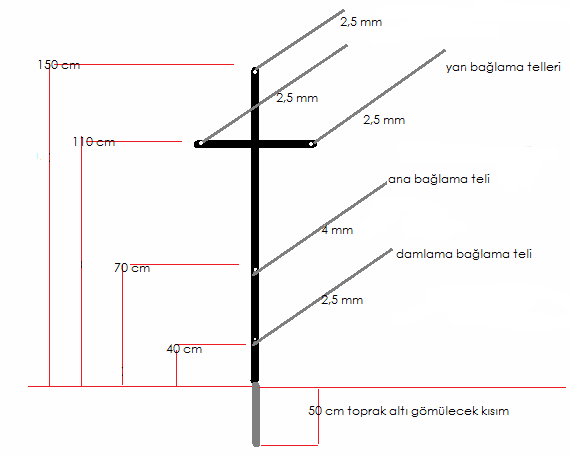 2,5 mm
150 cm
yan bağlama telleri
2,5 mm
2,5 mm
110 cm
ana bağlama teli
4 mm
damlama bağlama teli
70 cm
2,5 mm
40 cm
50 cm toprak altı gömülecek kısım